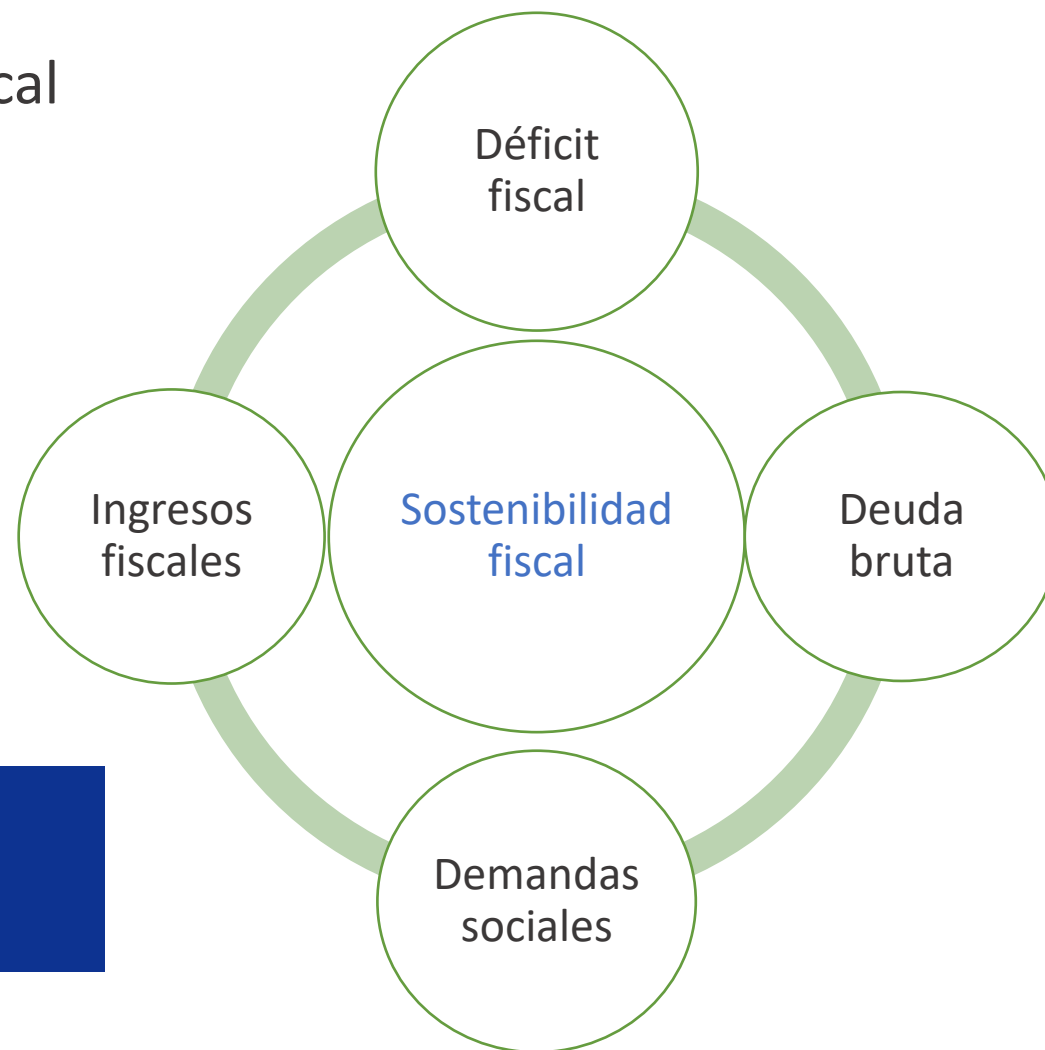 cal
Déficit
fiscal
Ingresos
fiscales
Sostenibilidad
fiscal
Deuda
bruta
Demandas
sociales